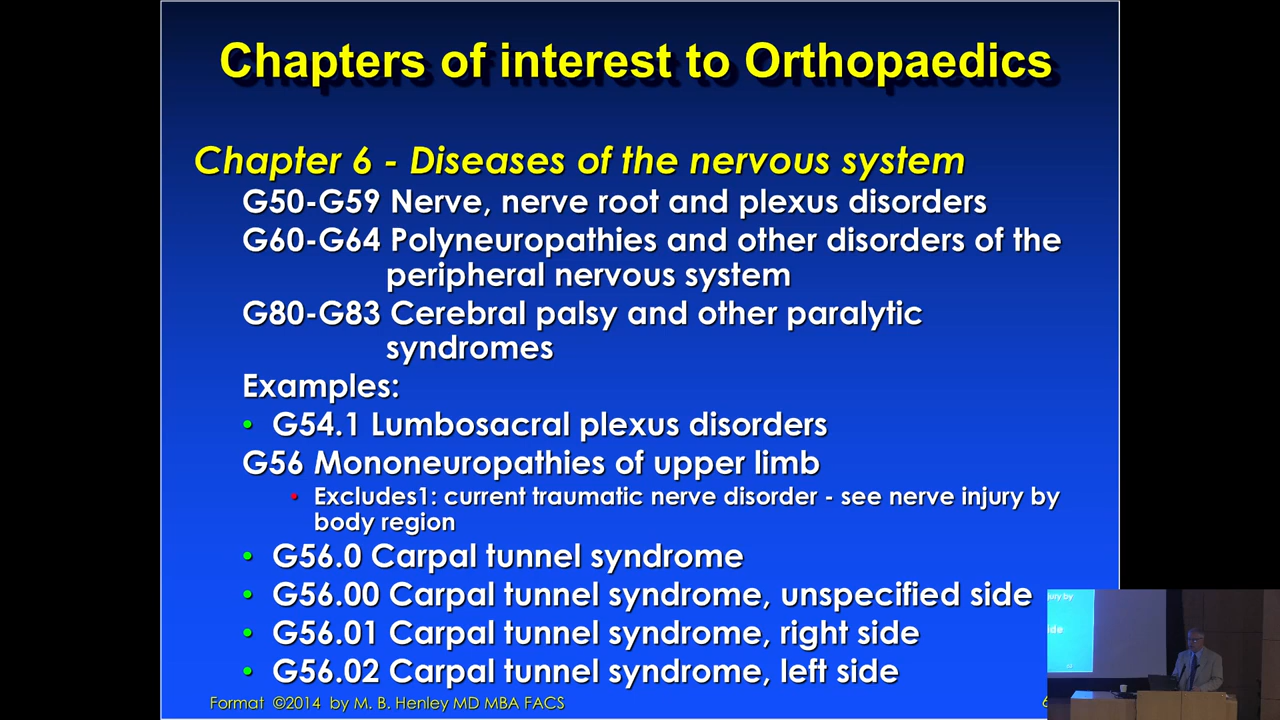 Chapters of interest to Orthopaedics
Chapter 6 - Diseases of the nervous system
G50-G59 Nerve, nerve root and plexus disorders
G60-G64 Polyneuropathies and other disorders of the
peripheral nervous system
G80-G83 Cerebral palsy and other paralytic
syndromes
Examples:
• G54.1 Lumbosacral plexus disorders
G56 Mononeuropathies of upper limb
• Excludes1: current traumatic nerve disorder - see nerve injury by
body region
• G56.0 Carpal tunnel syndrome
• G56.00 Carpal tunnel syndrome, unspecified side
• G56.01 Carpal tunnel syndrome, right side
• G56.02 Carpal tunnel syndrome, left side
Format ©2014 by M. B. Henley MD MBA FACS